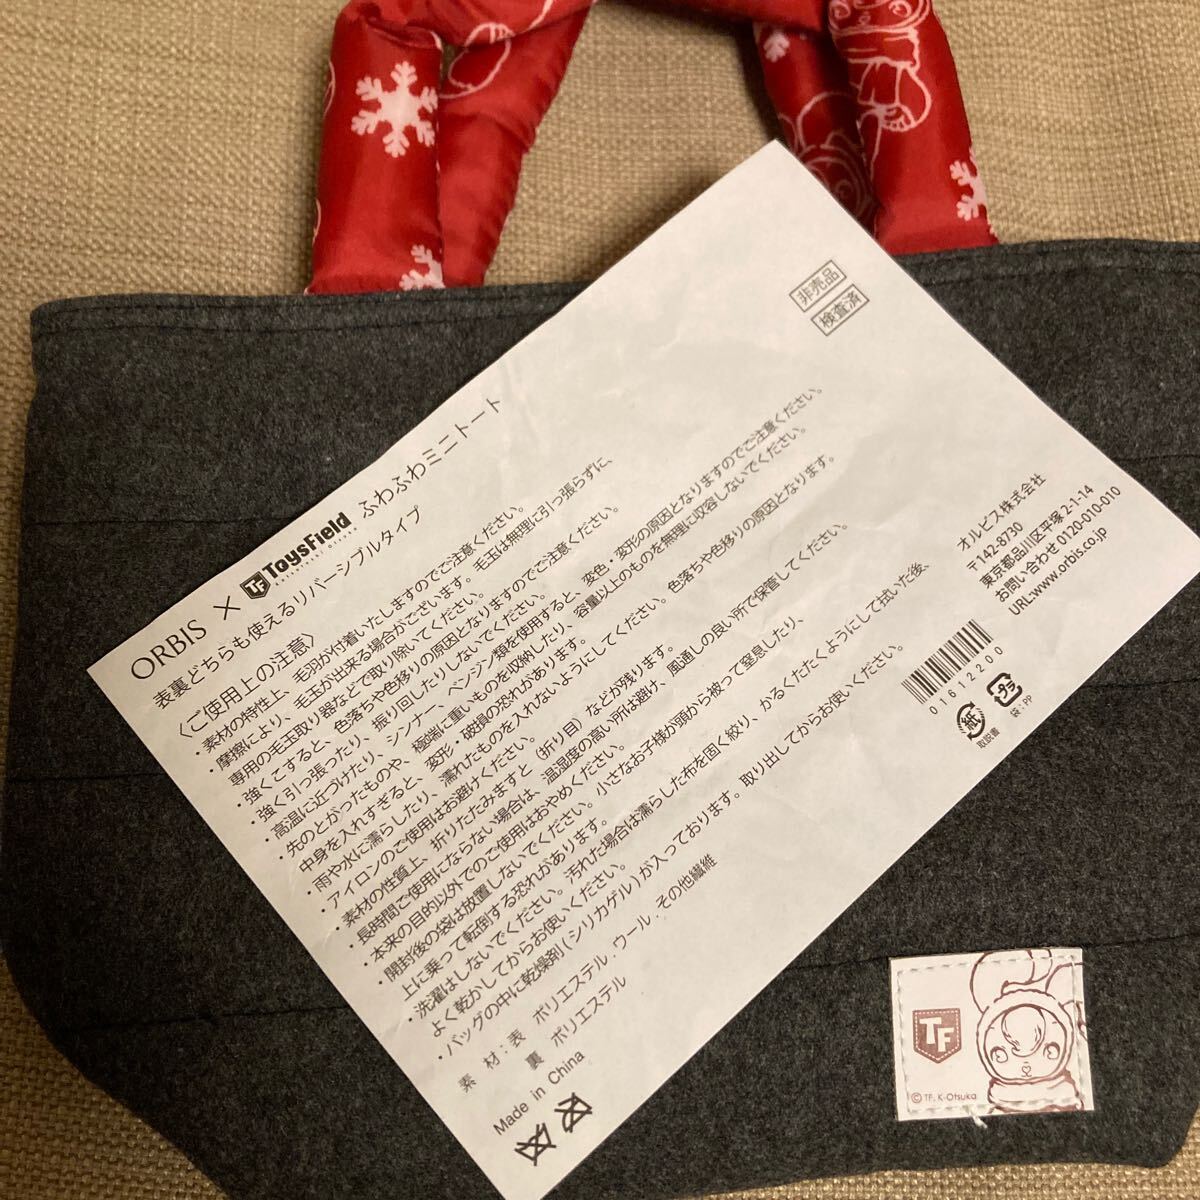 非売品
検査済
ORBIS × TF ToysField ふわふわミニトート
表裏どちらも使えるリバーシブルタイプ
〈ご使用上の注意〉
・素材の特性上、毛羽が付着いたしますのでご注意ください。
・摩擦により、毛玉が出来る場合がございます。毛玉は無理に引っ張らずに、
専用の毛玉取り器などで取り除いてください。
・強くこすると、色落ちや色移りの原因となりますのでご注意ください。
・強く引っ張ったり、振り回したりしないでください。
・高温に近づけたり、シンナー、ベンジン類を使用すると、変色・変形の原因となりますのでご注意ください。
・先のとがったものや、極端に重いものを収納したり、容量以上のものを無理に収容しないでください。
中身を入れすぎると、変形・破損の恐れがあります。
・雨や水に濡らしたり、濡れたものを入れないようにしてください。色落ちや色移りの原因となります。
・アイロンのご使用はお避けください。
・素材の性質上、折りたたみますと（折り目）などが残ります。
・長時間ご使用にならない場合は、温湿度の高い所は避け、風通しの良い所で保管してください。
・本来の目的以外でのご使用はおやめください。
・開封後の袋は放置しないでください。小さなお子様が頭から被って窒息したり、
上に乗って転倒する恐れがあります。
・洗濯はしないでください。汚れた場合は濡らした布を固く絞り、かるくたたくようにして拭いた後、
よく乾かしてからお使いください。
・バッグの中に乾燥剤(シリカゲル)が入っております。取り出してからお使いください。
素 材：表 ポリエステル、ウール、その他繊維
裏 ポリエステル
Made in China
オルビス株式会社
〒142-8730
東京都品川区平塚 2-1-14
お問い合わせ 0120-010-010
URL:www.orbis.co.jp
01612200
紙
取説書
プラ
袋：PP
TF
© TF, K-Otsuka